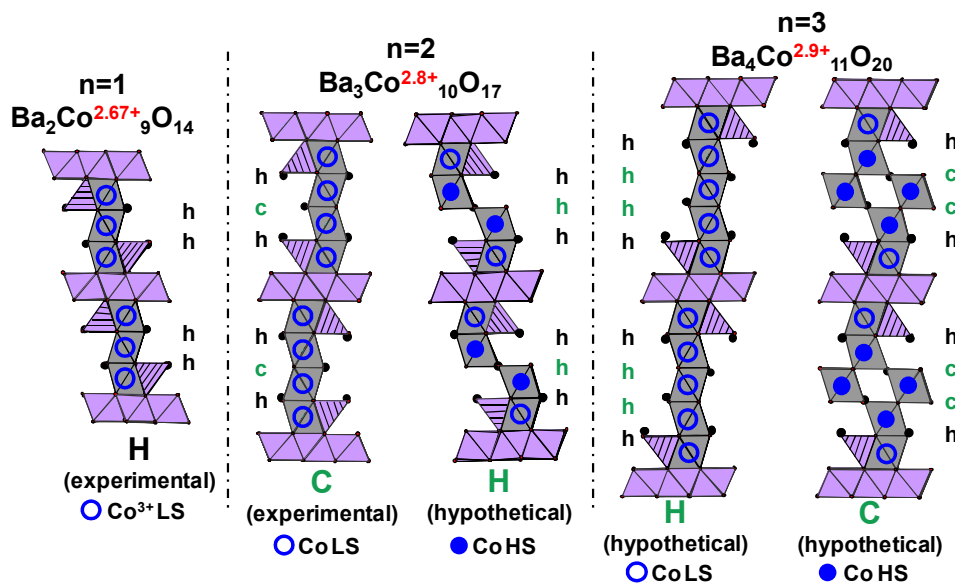 n=1
Ba2Co2.67+9O14
h
h
h
h
H
(experimental)
Co3+LS
n=2
Ba3Co2.8+10O17
h
c
h
h
c
h
C
(experimental)
Co LS
h
h
h
h
h
h
H
(hypothetical)
Co HS
n=3
Ba4Co2.9+11O20
h
h
h
h
h
h
h
h
H
(hypothetical)
Co LS
h
c
c
h
h
c
c
h
C
(hypothetical)
Co HS